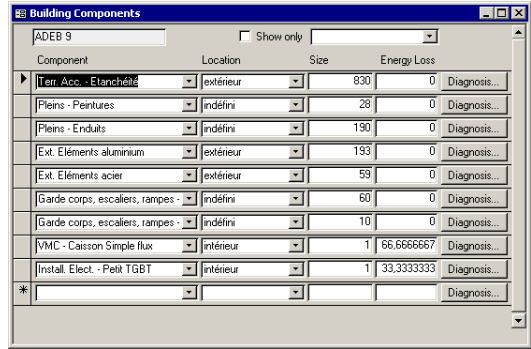 Building Components
ADEB 9 Show only
Component Location Size Energy Loss
Terr. Acc. - Etanchéité extérieur 830 0 Diagnosis...
Pleins - Peintures indéfini 28 0 Diagnosis...
Pleins - Enduits indéfini 190 0 Diagnosis...
Ext. Eléments aluminium extérieur 193 0 Diagnosis...
Ext. Eléments acier extérieur 59 0 Diagnosis...
Garde corps, escaliers, rampes - indéfini 60 0 Diagnosis...
Garde corps, escaliers, rampes - indéfini 10 0 Diagnosis...
VMC - Caisson Simple flux intérieur 1 66,6666667 Diagnosis...
Install. Elect. - Petit TGBT intérieur 1 33,3333333 Diagnosis...
* Diagnosis...